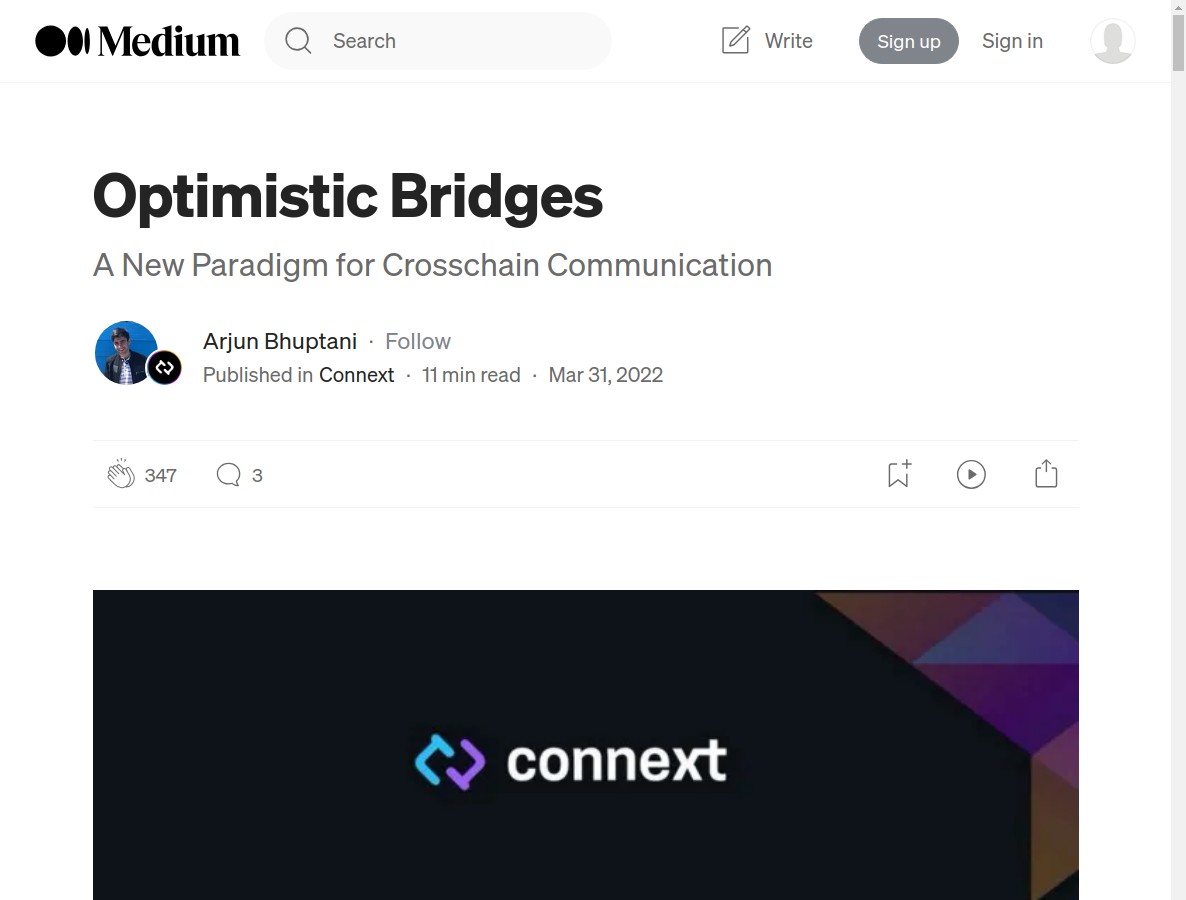 Medium
Search
Write
Sign up
Sign in
Optimistic Bridges
A New Paradigm for Crosschain Communication
Arjun Bhuptani · Follow
Published in Connext · 11 min read · Mar 31, 2022
347
3
connext